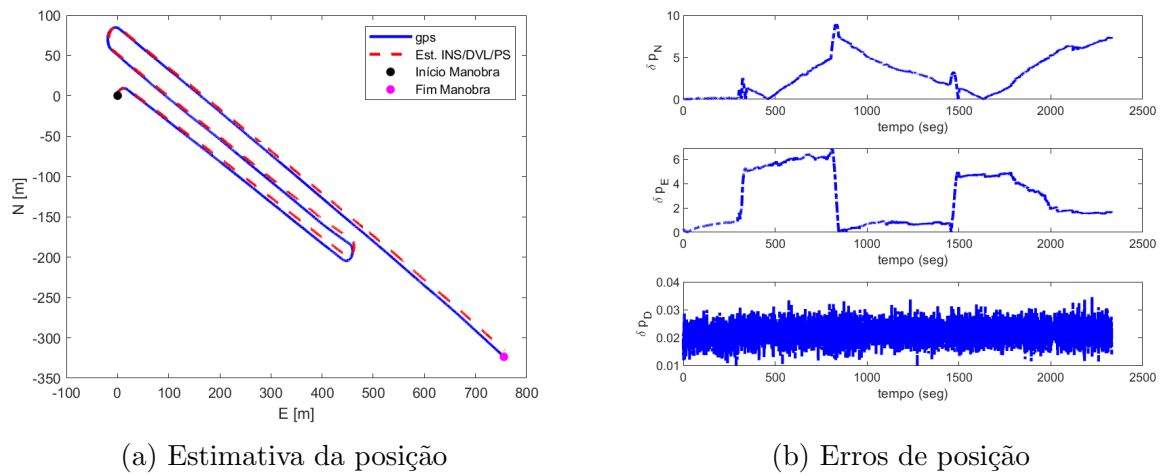 100
50
0
-50
-100
-150
-200
-250
-300
-350
N [m]
-100 0 100 200 300 400 500 600 700 800
E [m]
gps
Est. INS/DVL/PS
Início Manobra
Fim Manobra
(a) Estimativa da posição
10
5
0
δ p_N
0 500 1000 1500 2000 2500
tempo (seg)
6
4
2
0
δ p_E
0 500 1000 1500 2000 2500
tempo (seg)
0.04
0.03
0.02
0.01
δ p_D
0 500 1000 1500 2000 2500
tempo (seg)
(b) Erros de posição